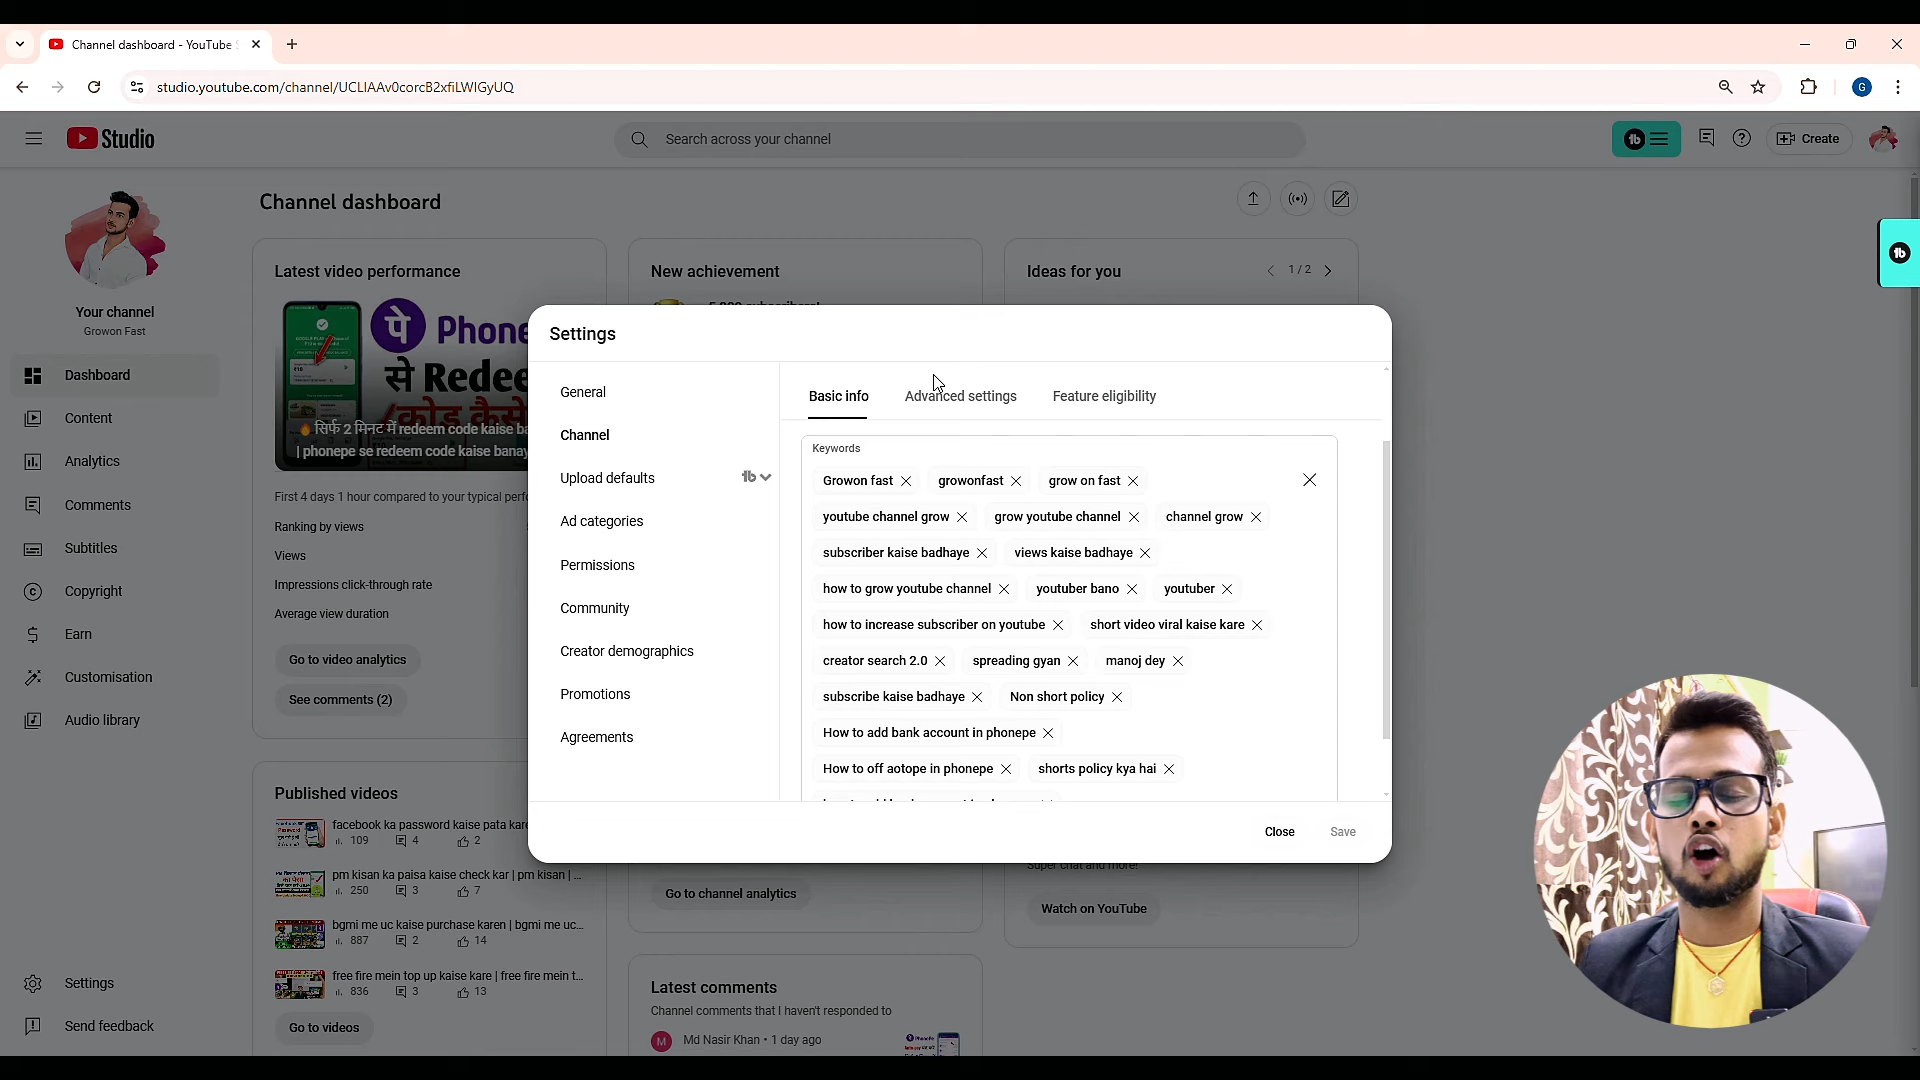 Channel dashboard - YouTube S
studio.youtube.com/channel/UCLIAAv0corcB2xfiLWIGyUQ
G
Studio
Search across your channel
Create
Your channel
Growon Fast
Dashboard
Content
Analytics
Comments
Subtitles
Copyright
Earn
Customisation
Audio library
Settings
Send feedback
Channel dashboard
Latest video performance
पे Phone
से Redee
कोड कैसे
🔥 सिर्फ 2 मिनट में redeem code kaise ba
| phonepe se redeem code kaise banay
First 4 days 1 hour compared to your typical perfo
Ranking by views
Views
Impressions click-through rate
Average view duration
Go to video analytics
See comments (2)
Published videos
facebook ka password kaise pata kare
109 4 2
pm kisan ka paisa kaise check kar | pm kisan | ...
250 3 7
bgmi me uc kaise purchase karen | bgmi me uc...
887 2 14
free fire mein top up kaise kare | free fire mein t...
836 3 13
Go to videos
New achievement
Go to channel analytics
Latest comments
Channel comments that I haven't responded to
M
Md Nasir Khan • 1 day ago
Ideas for you
1 / 2
Super chat and more!
Watch on YouTube
Settings
General
Channel
Upload defaults
Ad categories
Permissions
Community
Creator demographics
Promotions
Agreements
Basic info
Advanced settings
Feature eligibility
Keywords
Growon fast growonfast grow on fast
youtube channel grow grow youtube channel channel grow
subscriber kaise badhaye views kaise badhaye
how to grow youtube channel youtuber bano youtuber
how to increase subscriber on youtube short video viral kaise kare
creator search 2.0 spreading gyan manoj dey
subscribe kaise badhaye Non short policy
How to add bank account in phonepe
How to off aotope in phonepe shorts policy kya hai
Close
Save